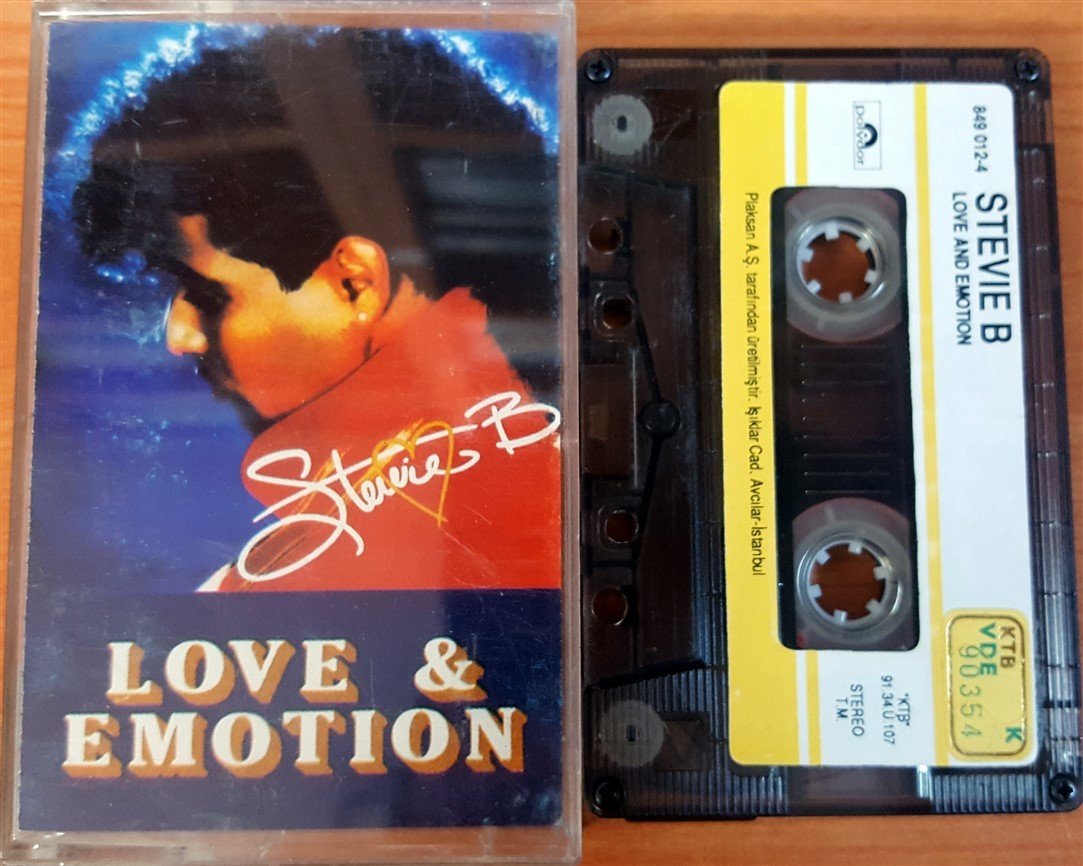 Stevie B
LOVE &
EMOTION
849 012-4
STEVIE B
LOVE AND EMOTION
polydor
Plaksan A.Ş. tarafından üretilmiştir. Işıklar Cad. Avcılar-İstanbul
"KTB"
91.34.Ü.107
STEREO
T.M.
KTB K
VDE
90354